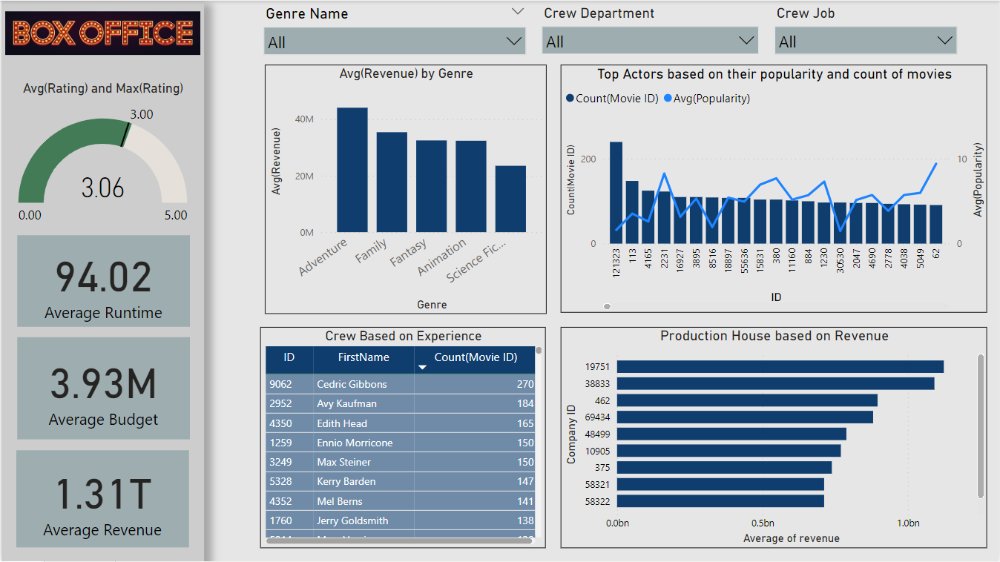 BOX OFFICE
Genre Name
All
Crew Department
All
Crew Job
All
Avg(Rating) and Max(Rating)
3.00
3.06
0.00
5.00
94.02
Average Runtime
3.93M
Average Budget
1.31T
Average Revenue
Avg(Revenue) by Genre
Avg(Revenue)
40M
20M
0M
Adventure
Family
Fantasy
Animation
Science Fic...
Genre
Top Actors based on their popularity and count of movies
Count(Movie ID) Avg(Popularity)
Count(Movie ID)
200
0
10
0
Avg(Popularity)
121323
113
4165
2231
16927
3895
8516
18897
55636
15831
380
11160
884
1230
30530
2047
4690
2778
4038
5049
62
ID
Crew Based on Experience
ID FirstName Count(Movie ID)
9062 Cedric Gibbons 270
2952 Avy Kaufman 184
4350 Edith Head 165
1259 Ennio Morricone 150
3249 Max Steiner 150
5328 Kerry Barden 147
4352 Mel Berns 141
1760 Jerry Goldsmith 138
Production House based on Revenue
Company ID
19751
38833
462
69434
48499
10905
375
58321
58322
0.0bn
0.5bn
1.0bn
Average of revenue